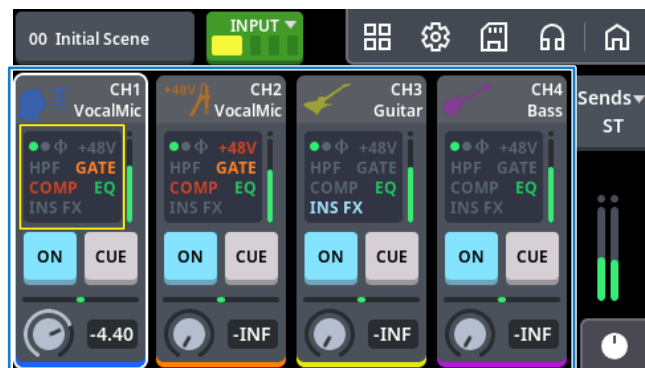 00 Initial Scene
INPUT
CH1
VocalMic
+48V
HPF GATE
COMP EQ
INS FX
ON CUE
-4.40
+48V
CH2
VocalMic
+48V
HPF GATE
COMP EQ
INS FX
ON CUE
-INF
CH3
Guitar
+48V
HPF GATE
COMP EQ
INS FX
ON CUE
-INF
CH4
Bass
+48V
HPF GATE
COMP EQ
INS FX
ON CUE
-INF
Sends
ST